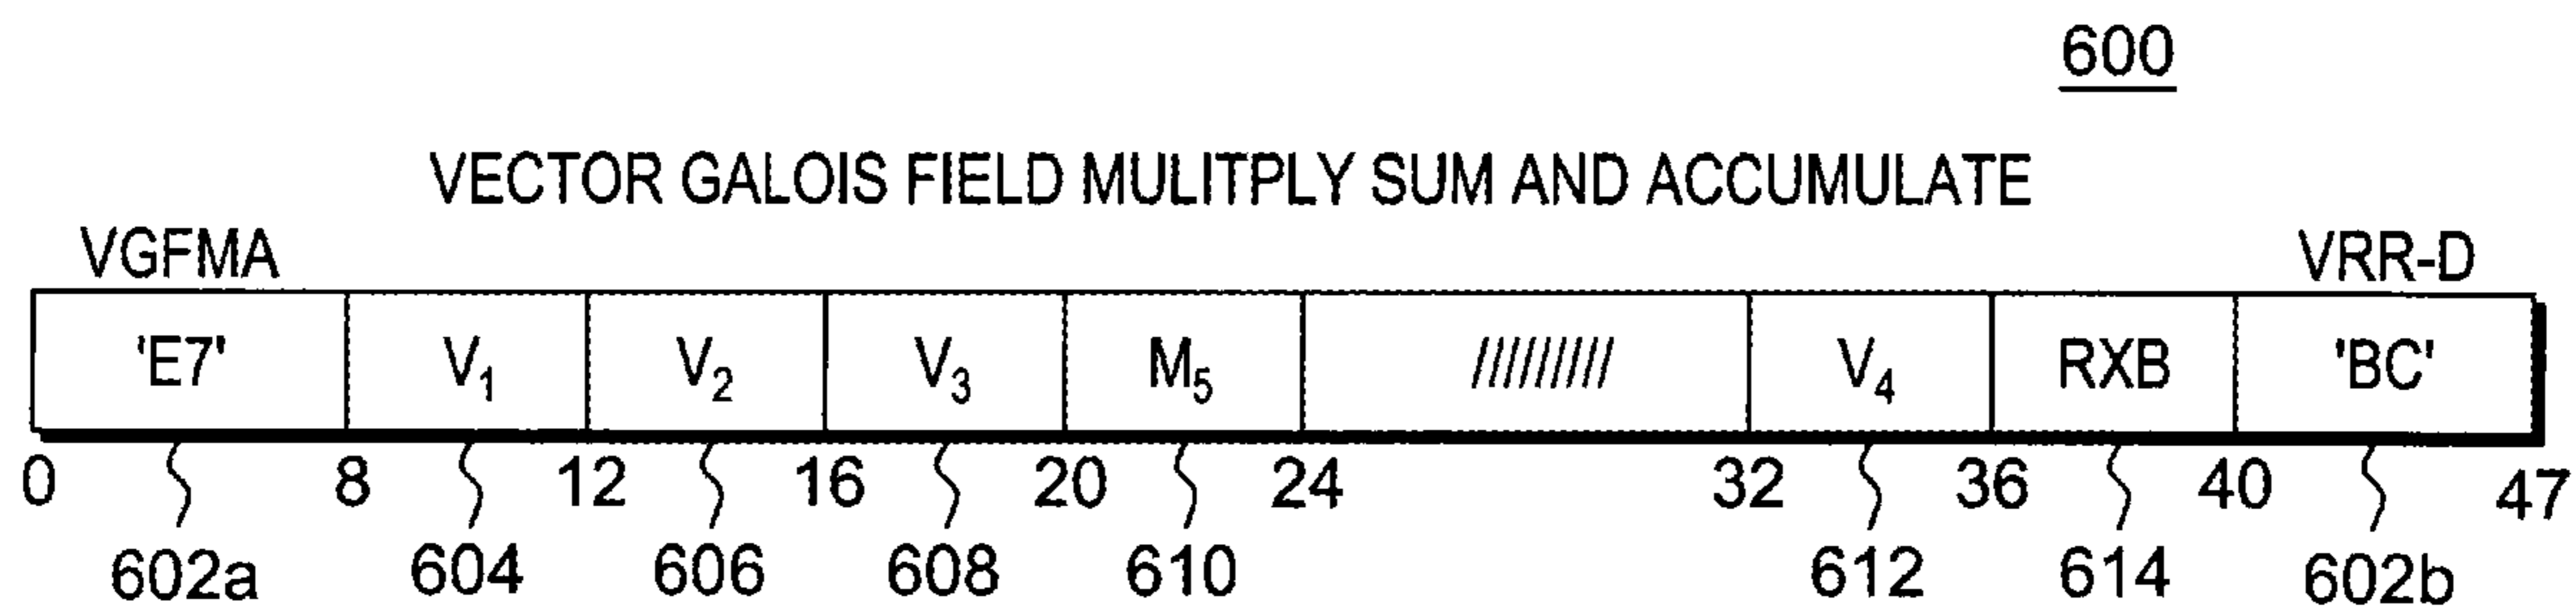 600
VECTOR GALOIS FIELD MULITPLY SUM AND ACCUMULATE
VGFMA VRR-D
'E7' V₁ V₂ V₃ M₅ ///////// V₄ RXB 'BC'
0 8 12 16 20 24 32 36 40 47
602a 604 606 608 610 612 614 602b